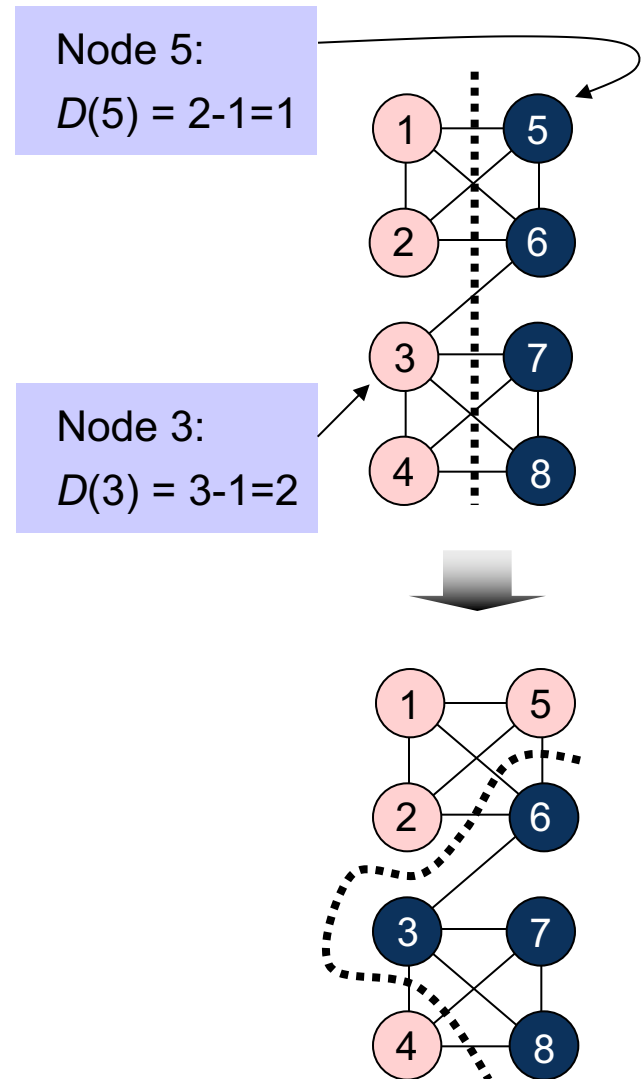 Node 5:
D(5) = 2-1=1
1 5
2 6
3 7
4 8
Node 3:
D(3) = 3-1=2
1 5
2 6
3 7
4 8